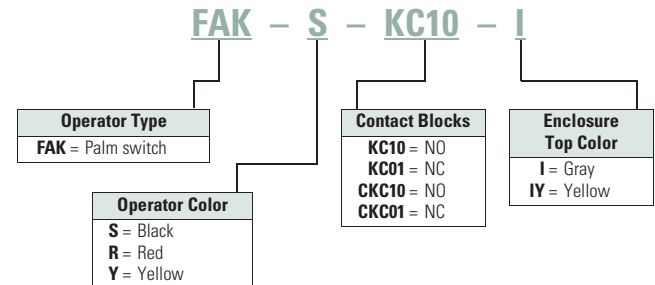 FAK – S – KC10 – I
Operator Type
FAK = Palm switch
Operator Color
S = Black
R = Red
Y = Yellow
Contact Blocks
KC10 = NO
KC01 = NC
CKC10 = NO
CKC01 = NC
Enclosure
Top Color
I = Gray
IY = Yellow